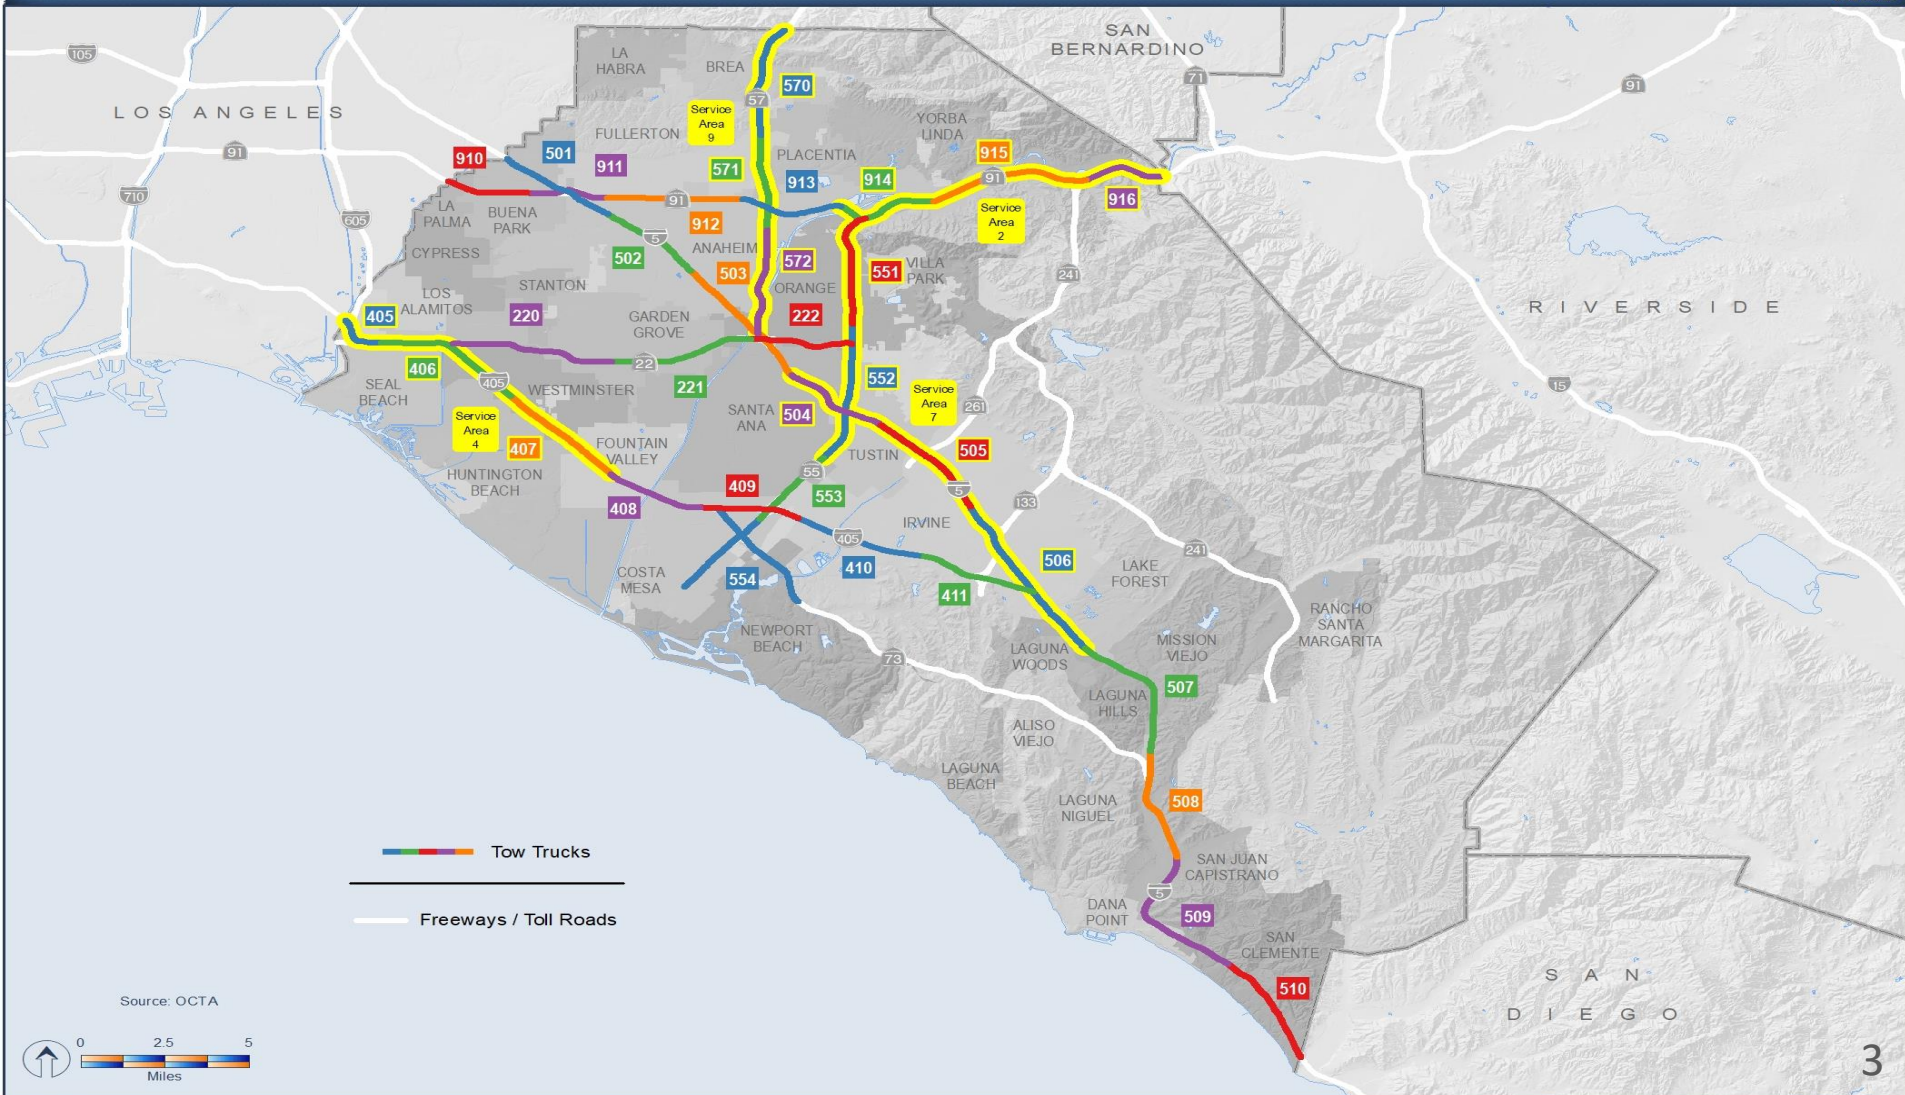 SAN
BERNARDINO
LA
HABRA
BREA
105
71
91
570
57
LOS ANGELES
Service
Area
9
FULLERTON
YORBA
LINDA
91
910
501
911
571
PLACENTIA
913
914
915
91
916
710
605
LA
PALMA
BUENA
PARK
91
912
Service
Area
2
5
CYPRESS
502
ANAHEIM
503
572
551
VILLA
PARK
241
STANTON
ORANGE
LOS
ALAMITOS
405
220
GARDEN
GROVE
222
RIVERSIDE
406
22
405
SEAL
BEACH
WESTMINSTER
221
552
Service
Area
7
15
261
Service
Area
4
407
SANTA
ANA
504
FOUNTAIN
VALLEY
TUSTIN
505
HUNTINGTON
BEACH
55
409
553
5
133
408
IRVINE
405
410
241
506
COSTA
MESA
554
411
LAKE
FOREST
RANCHO
SANTA
MARGARITA
NEWPORT
BEACH
73
LAGUNA
WOODS
MISSION
VIEJO
507
LAGUNA
HILLS
ALISO
VIEJO
LAGUNA
BEACH
LAGUNA
NIGUEL
508
Tow Trucks
SAN JUAN
CAPISTRANO
5
Freeways / Toll Roads
DANA
POINT
509
SAN
CLEMENTE
510
SAN
DIEGO
Source: OCTA
0 2.5 5
Miles
3